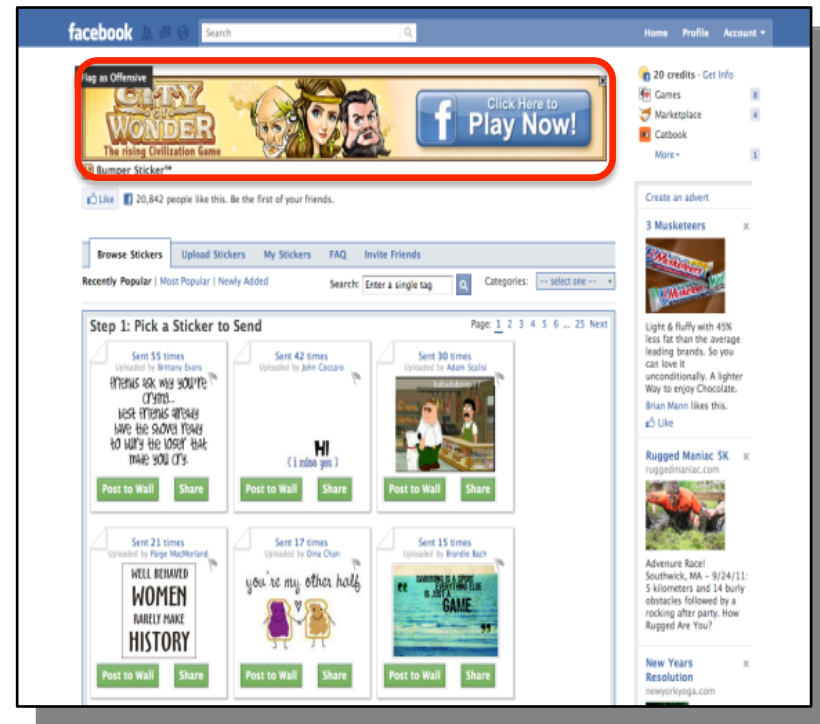 facebook
Search
Home Profile Account
Flag as Offensive
CITY
of
WONDER
The rising Civilization Game
Click Here to
Play Now!
Bumper Sticker™
Like 20,842 people like this. Be the first of your friends.
Browse Stickers Upload Stickers My Stickers FAQ Invite Friends
Recently Popular | Most Popular | Newly Added Search: Enter a single tag Categories: -- select one --
Step 1: Pick a Sticker to Send Page: 1 2 3 4 5 6 ... 25 Next
Sent 55 times
Uploaded by Brittany Evans
friends ask why you're
crying...
best friends already
have the shovel ready
to bury the loser that
make you cry.
Post to Wall Share
Sent 42 times
Uploaded by John Coccaro
HI
( i miss you )
Post to Wall Share
Sent 30 times
Uploaded by Adam Scalisi
Post to Wall Share
Sent 21 times
Uploaded by Paige MacMorland
WELL BEHAVED
WOMEN
RARELY MAKE
HISTORY
Post to Wall Share
Sent 17 times
Uploaded by Dina Chan
you're my other half
Post to Wall Share
Sent 15 times
Uploaded by Brandie Bach
SWIMMING IS A SPORT
EVERYTHING ELSE
IS JUST A
GAME
Post to Wall Share
20 credits - Get Info
Games 8
Marketplace 4
Catbook
More 1
Create an advert
3 Musketeers x
Musketeers
Musketeers
Light & fluffy with 45%
less fat than the average
leading brands. So you
can love it
unconditionally. A lighter
Way to enjoy Chocolate.
Brian Mann likes this.
Like
Rugged Maniac 5K x
ruggedmaniac.com
Advenure Race!
Southwick, MA - 9/24/11:
5 kilometers and 14 burly
obstacles followed by a
rocking after party. How
Rugged Are You?
New Years x
Resolution
newyorkyoga.com